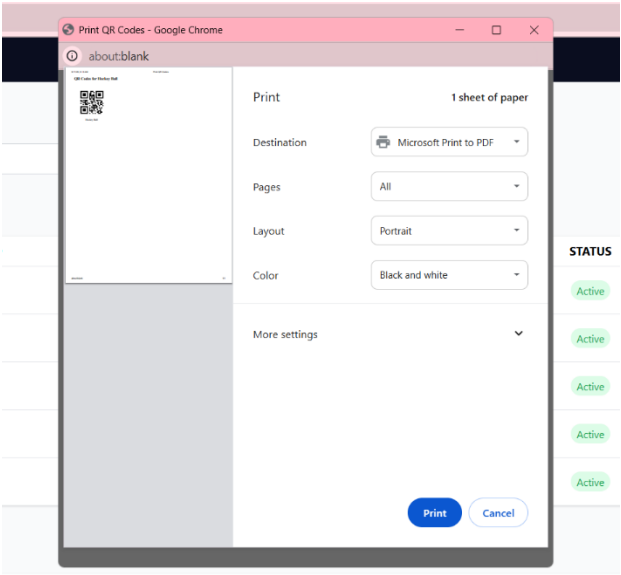 Print QR Codes - Google Chrome
about:blank
QR Codes for Hockey Ball
Print
1 sheet of paper
Destination
Microsoft Print to PDF
Pages
All
Layout
Portrait
Color
Black and white
More settings
Print
Cancel
STATUS
Active
Active
Active
Active
Active